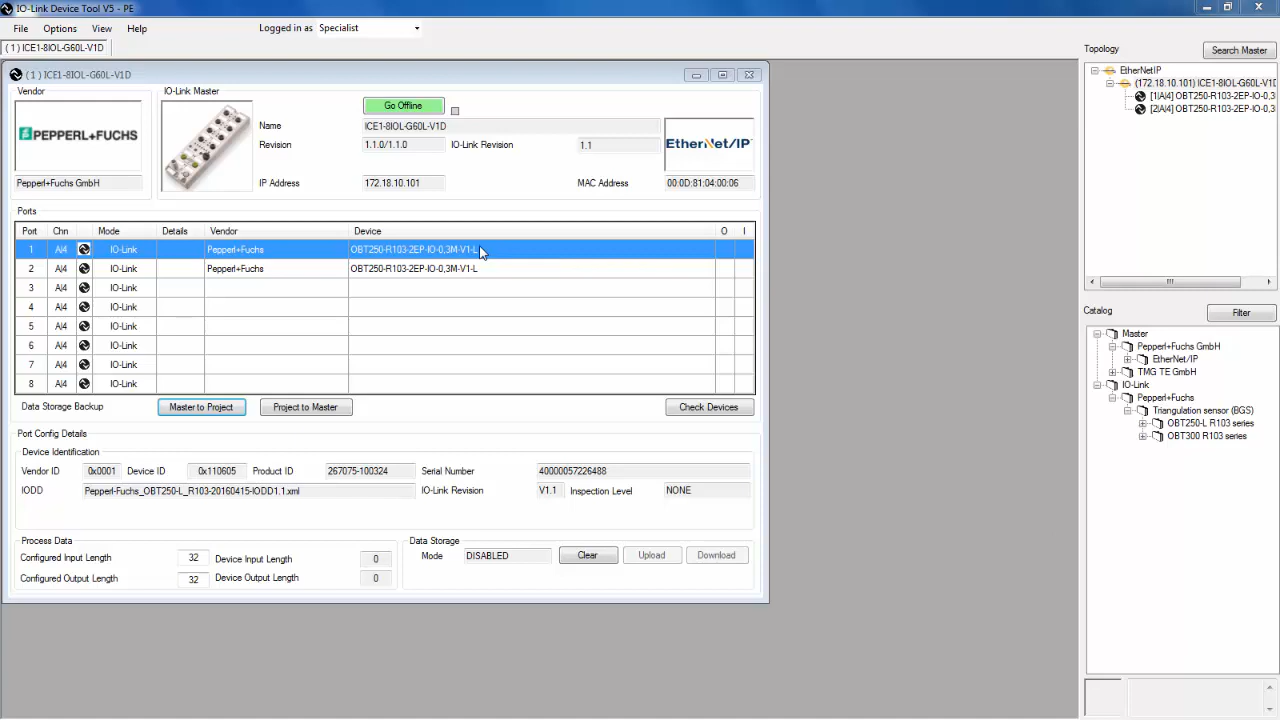 IO-Link Device Tool V5 - PE
File Options View Help Logged in as Specialist
( 1 ) ICE1-8IOL-G60L-V1D
Topology Search Master
EtherNetIP
(172.18.10.101) ICE1-8IOL-G60L-V1D
[1|AI4] OBT250-R103-2EP-IO-0,3
[2|AI4] OBT250-R103-2EP-IO-0,3
( 1 ) ICE1-8IOL-G60L-V1D
Vendor
PEPPERL+FUCHS
Pepperl+Fuchs GmbH
IO-Link Master
Go Offline
Name ICE1-8IOL-G60L-V1D
Revision 1.1.0/1.1.0 IO-Link Revision 1.1
EtherNet/IP
IP Address 172.18.10.101 MAC Address 00:0D:81:04:00:06
Ports
Port Chn Mode Details Vendor Device O I
1 AI4 IO-Link Pepperl+Fuchs OBT250-R103-2EP-IO-0,3M-V1-L
2 AI4 IO-Link Pepperl+Fuchs OBT250-R103-2EP-IO-0,3M-V1-L
3 AI4 IO-Link
4 AI4 IO-Link
5 AI4 IO-Link
6 AI4 IO-Link
7 AI4 IO-Link
8 AI4 IO-Link
Data Storage Backup Master to Project Project to Master Check Devices
Port Config Details
Device Identification
Vendor ID 0x0001 Device ID 0x110605 Product ID 267075-100324 Serial Number 40000057226488
IODD Pepperl-Fuchs_OBT250-L_R103-20160415-IODD1.1.xml IO-Link Revision V1.1 Inspection Level NONE
Process Data
Configured Input Length 32 Device Input Length 0
Configured Output Length 32 Device Output Length 0
Data Storage
Mode DISABLED Clear Upload Download
Catalog Filter
Master
Pepperl+Fuchs GmbH
EtherNet/IP
TMG TE GmbH
IO-Link
Pepperl+Fuchs
Triangulation sensor (BGS)
OBT250-L R103 series
OBT300 R103 series